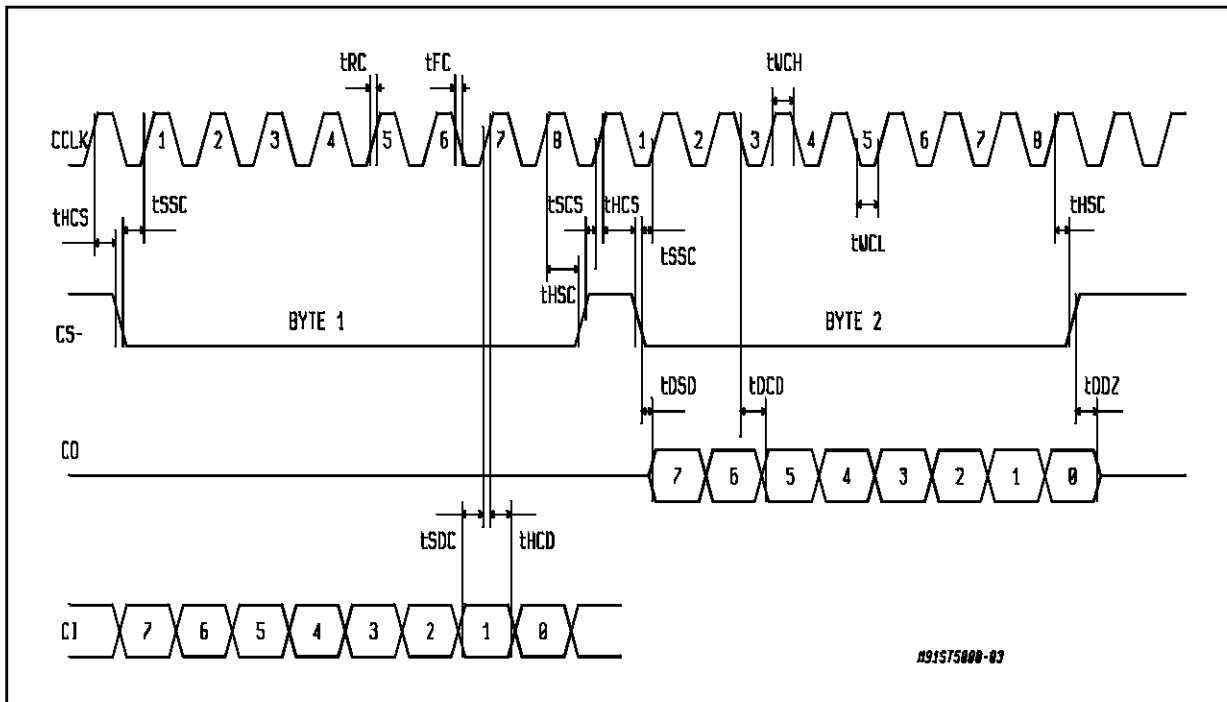 tRC tFC tWCH
CCLK 1 2 3 4 5 6 7 8 1 2 3 4 5 6 7 8
tHCS tSSC tSCS tHCS tSSC tWCL tHSC
tHSC
CS- BYTE 1 BYTE 2
tDSD tDCD tDDZ
CO 7 6 5 4 3 2 1 0
tSDC tHCD
CI 7 6 5 4 3 2 1 0